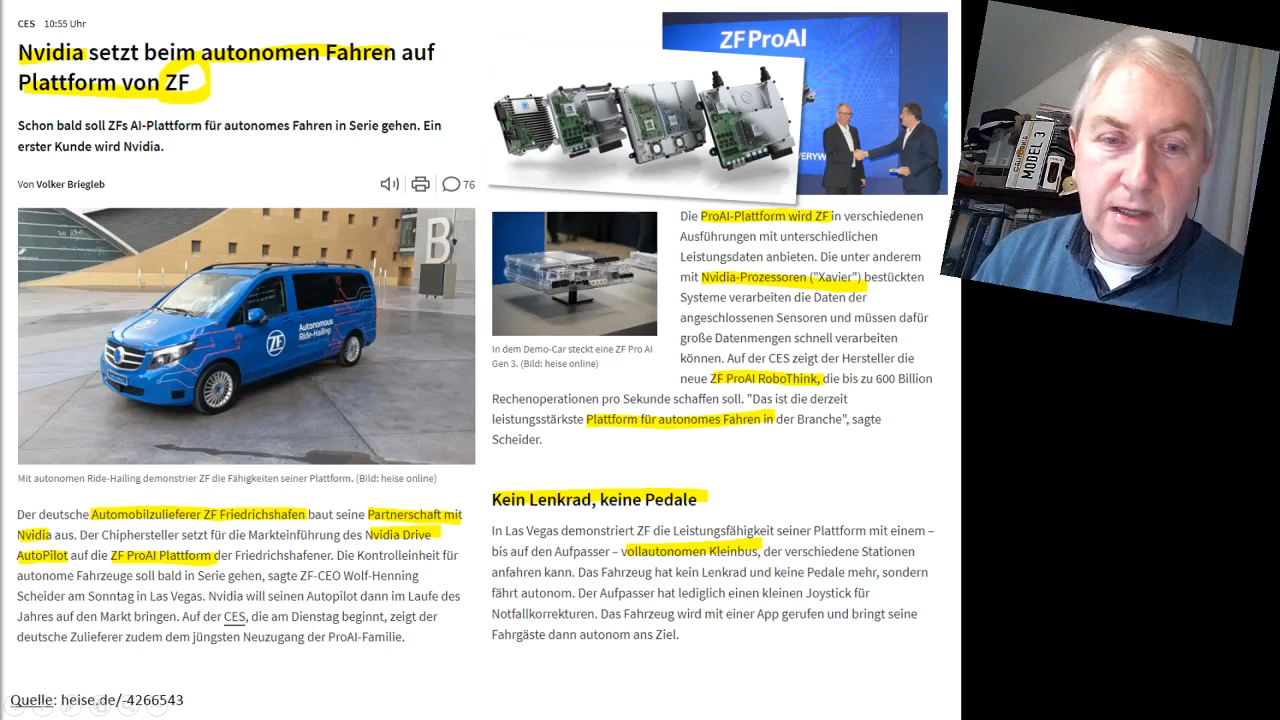 CES 10:55 Uhr
Nvidia setzt beim autonomen Fahren auf
Plattform von ZF
Schon bald soll ZFs AI-Plattform für autonomes Fahren in Serie gehen. Ein
erster Kunde wird Nvidia.
Von Volker Briegleb
76
B
ZF
Autonomous
Ride-Hailing
Mit autonomen Ride-Hailing demonstrier ZF die Fähigkeiten seiner Plattform. (Bild: heise online)
Der deutsche Automobilzulieferer ZF Friedrichshafen baut seine Partnerschaft mit
Nvidia aus. Der Chiphersteller setzt für die Markteinführung des Nvidia Drive
AutoPilot auf die ZF ProAI Plattform der Friedrichshafener. Die Kontrolleinheit für
autonome Fahrzeuge soll bald in Serie gehen, sagte ZF-CEO Wolf-Henning
Scheider am Sonntag in Las Vegas. Nvidia will seinen Autopilot dann im Laufe des
Jahres auf den Markt bringen. Auf der CES, die am Dienstag beginnt, zeigt der
deutsche Zulieferer zudem dem jüngsten Neuzugang der ProAI-Familie.
Quelle: heise.de/-4266543
ZF ProAI
In dem Demo-Car steckt eine ZF Pro AI
Gen 3. (Bild: heise online)
Die ProAI-Plattform wird ZF in verschiedenen
Ausführungen mit unterschiedlichen
Leistungsdaten anbieten. Die unter anderem
mit Nvidia-Prozessoren ("Xavier") bestückten
Systeme verarbeiten die Daten der
angeschlossenen Sensoren und müssen dafür
große Datenmengen schnell verarbeiten
können. Auf der CES zeigt der Hersteller die
neue ZF ProAI RoboThink, die bis zu 600 Billion
Rechenoperationen pro Sekunde schaffen soll. "Das ist die derzeit
leistungsstärkste Plattform für autonomes Fahren in der Branche", sagte
Scheider.
Kein Lenkrad, keine Pedale
In Las Vegas demonstriert ZF die Leistungsfähigkeit seiner Plattform mit einem –
bis auf den Aufpasser – vollautonomen Kleinbus, der verschiedene Stationen
anfahren kann. Das Fahrzeug hat kein Lenkrad und keine Pedale mehr, sondern
fährt autonom. Der Aufpasser hat lediglich einen kleinen Joystick für
Notfallkorrekturen. Das Fahrzeug wird mit einer App gerufen und bringt seine
Fahrgäste dann autonom ans Ziel.
CALIFORNIA
MODEL 3